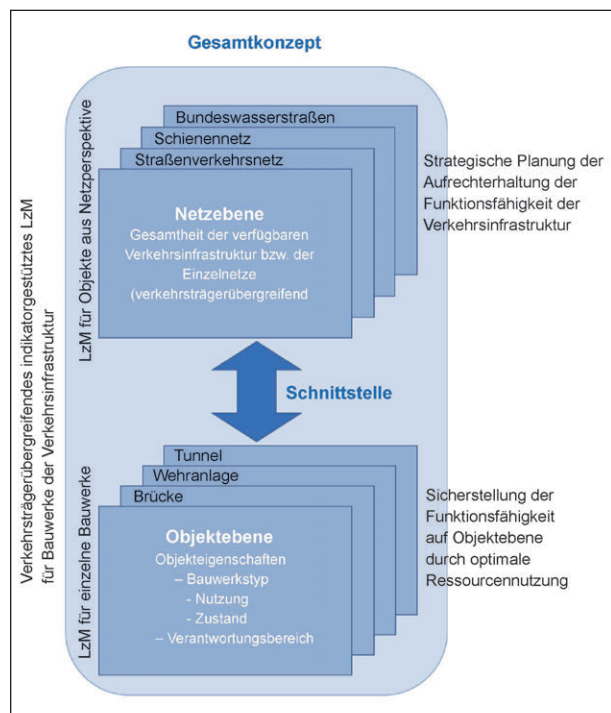 Gesamtkonzept
Verkehrsträgerübergreifendes indikatorgestütztes LzM
für Bauwerke der Verkehrsinfrastruktur
LzM für Objekte aus Netzperspektive
Bundeswasserstraßen
Schienennetz
Straßenverkehrsnetz
Netzebene
Gesamtheit der verfügbaren
Verkehrsinfrastruktur bzw. der
Einzelnetze
(verkehrsträgerübergreifend
Strategische Planung der
Aufrechterhaltung der
Funktionsfähigkeit der
Verkehrsinfrastruktur
Schnittstelle
LzM für einzelne Bauwerke
Tunnel
Wehranlage
Brücke
Objektebene
Objekteigenschaften
– Bauwerkstyp
- Nutzung
- Zustand
– Verantwortungsbereich
Sicherstellung der
Funktionsfähigkeit
auf Objektebene
durch optimale
Ressourcennutzung